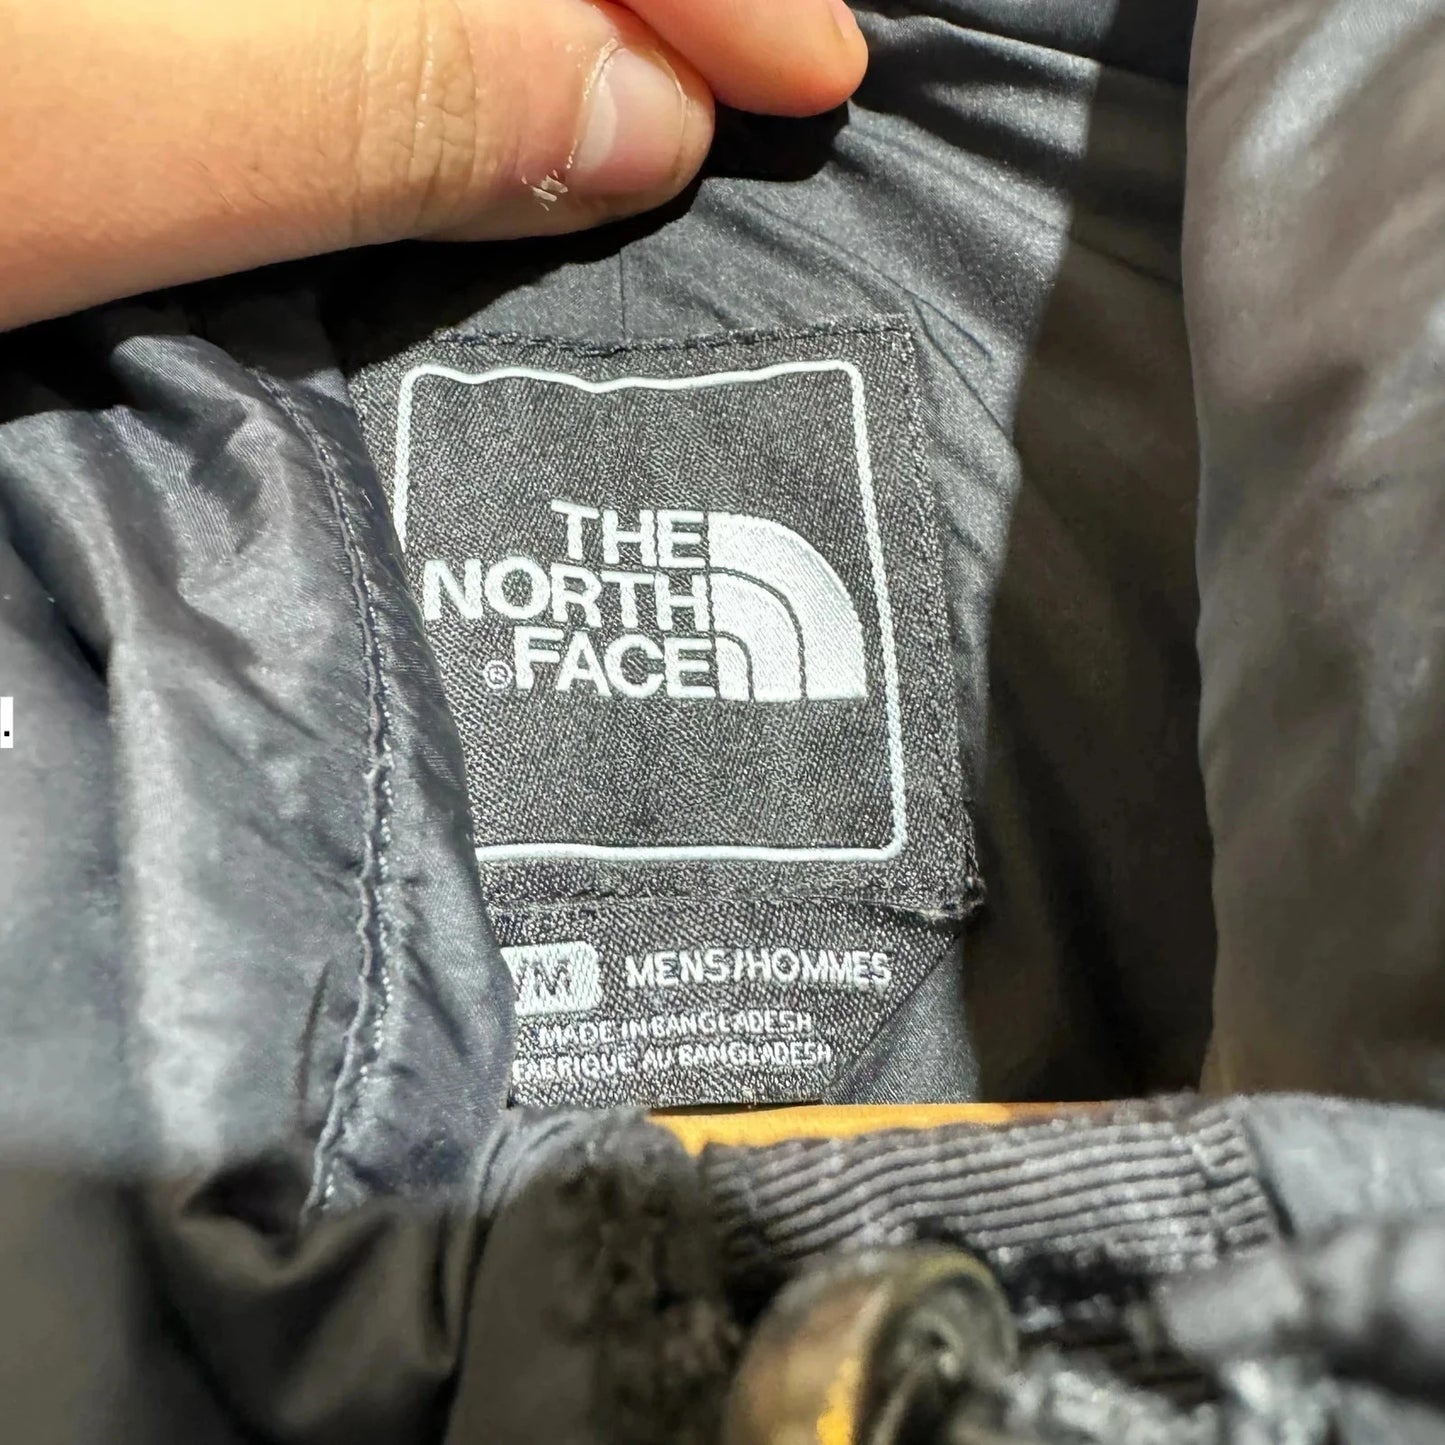 THE
NORTH
®FACE
M MENS/HOMMES
MADE IN BANGLADESH
FABRIQUE AU BANGLADESH
.